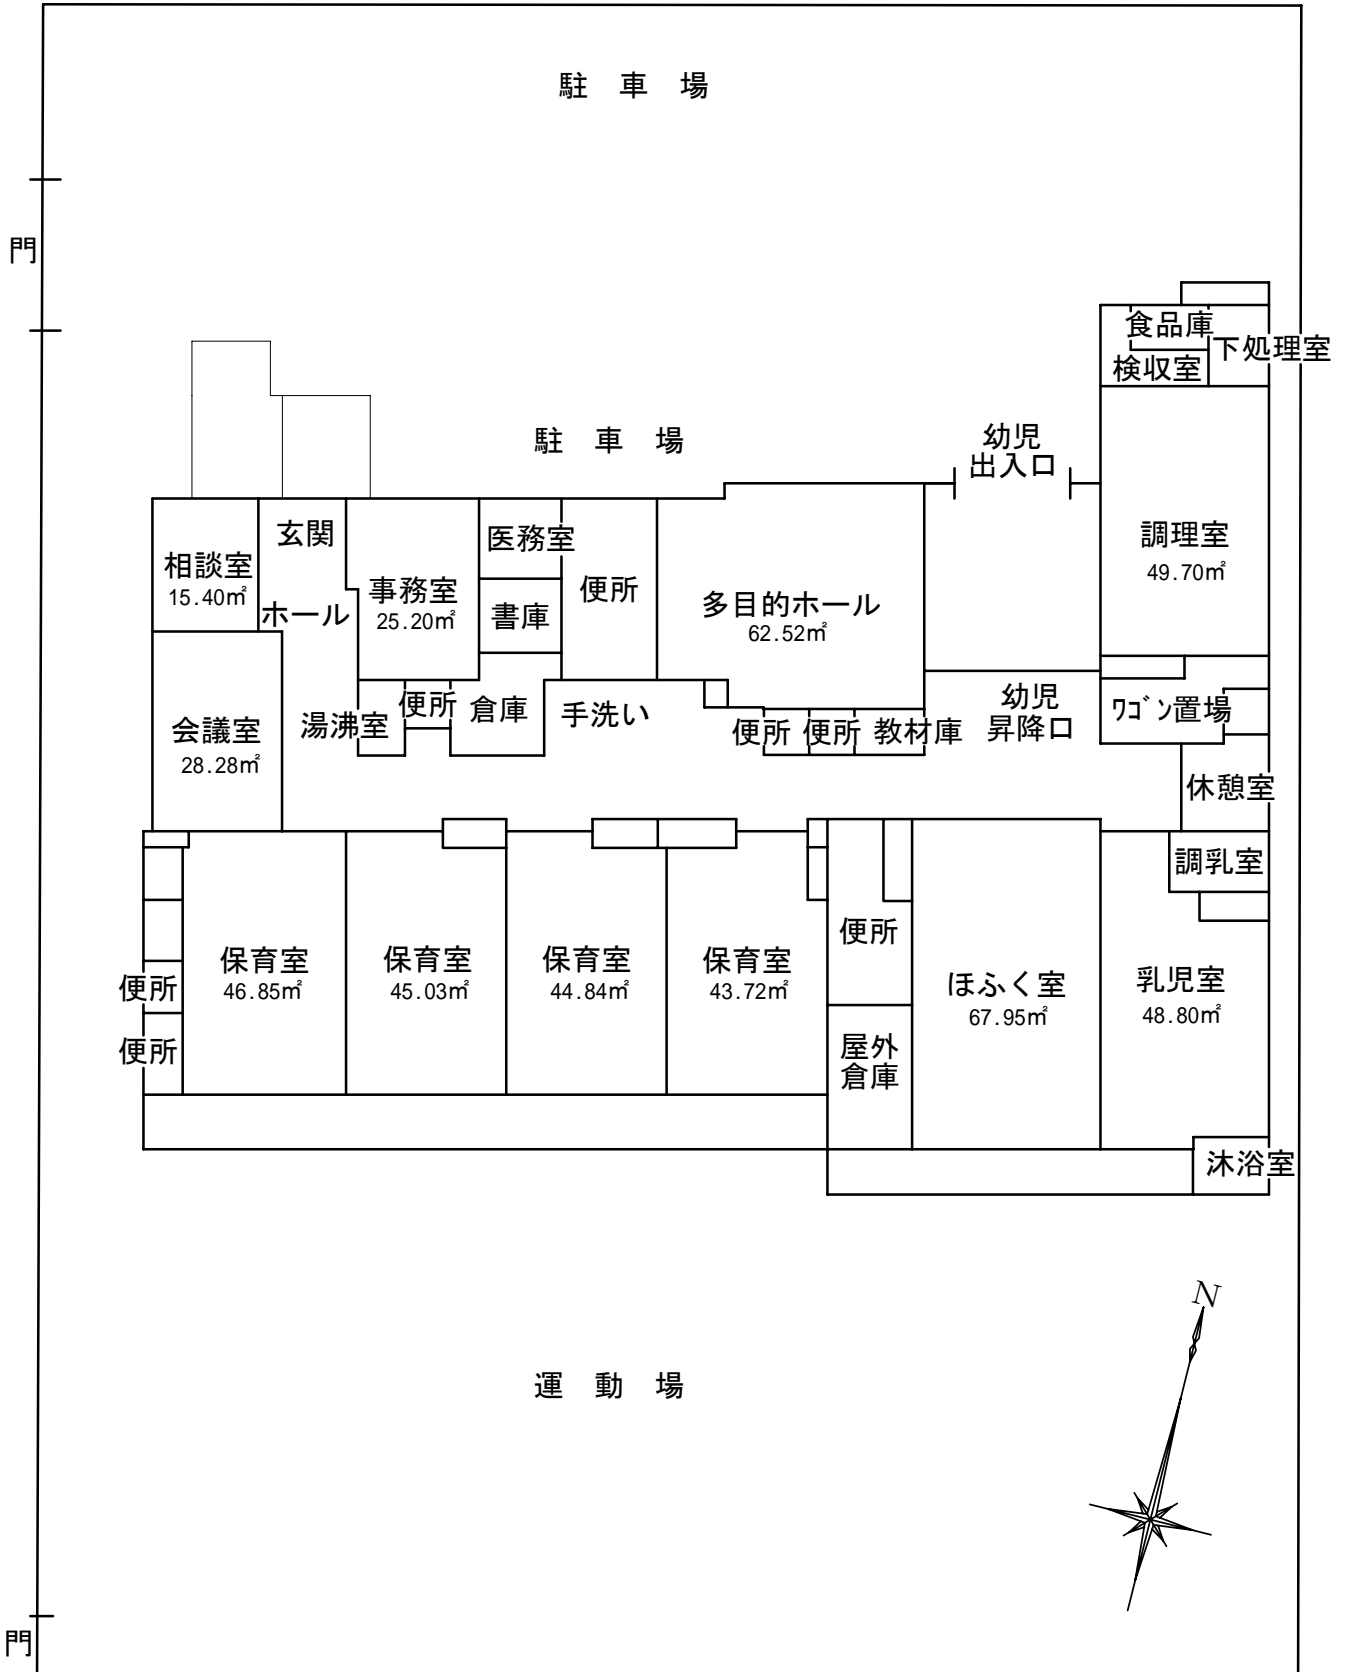 駐 車 場
門
食品庫
下処理室
検収室
駐 車 場
幼児
出入口
玄関
医務室
調理室
49.70㎡
相談室
15.40㎡
事務室
25.20㎡
便所
ホール
書庫
多目的ホール
62.52㎡
会議室
28.28㎡
湯沸室
便所
倉庫
手洗い
便所
便所
教材庫
幼児
昇降口
ﾜｺﾞﾝ置場
休憩室
調乳室
保育室
46.85㎡
保育室
45.03㎡
保育室
44.84㎡
保育室
43.72㎡
便所
ほふく室
67.95㎡
乳児室
48.80㎡
便所
便所
屋外
倉庫
沐浴室
N
運 動 場
門